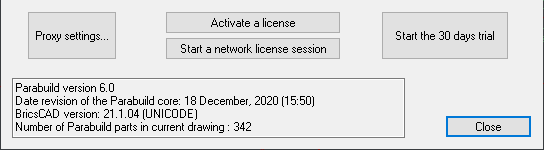 Proxy settings...
Activate a license
Start a network license session
Start the 30 days trial
Parabuild version 6.0
Date revision of the Parabuild core: 18 December, 2020 (15:50)
BricsCAD version: 21.1.04 (UNICODE)
Number of Parabuild parts in current drawing : 342
Close